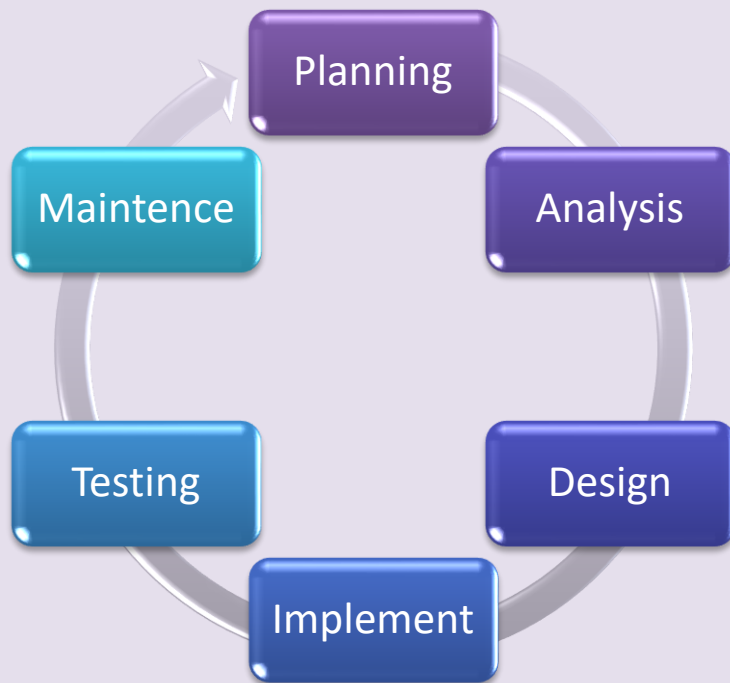 Planning
Analysis
Design
Implement
Testing
Maintence